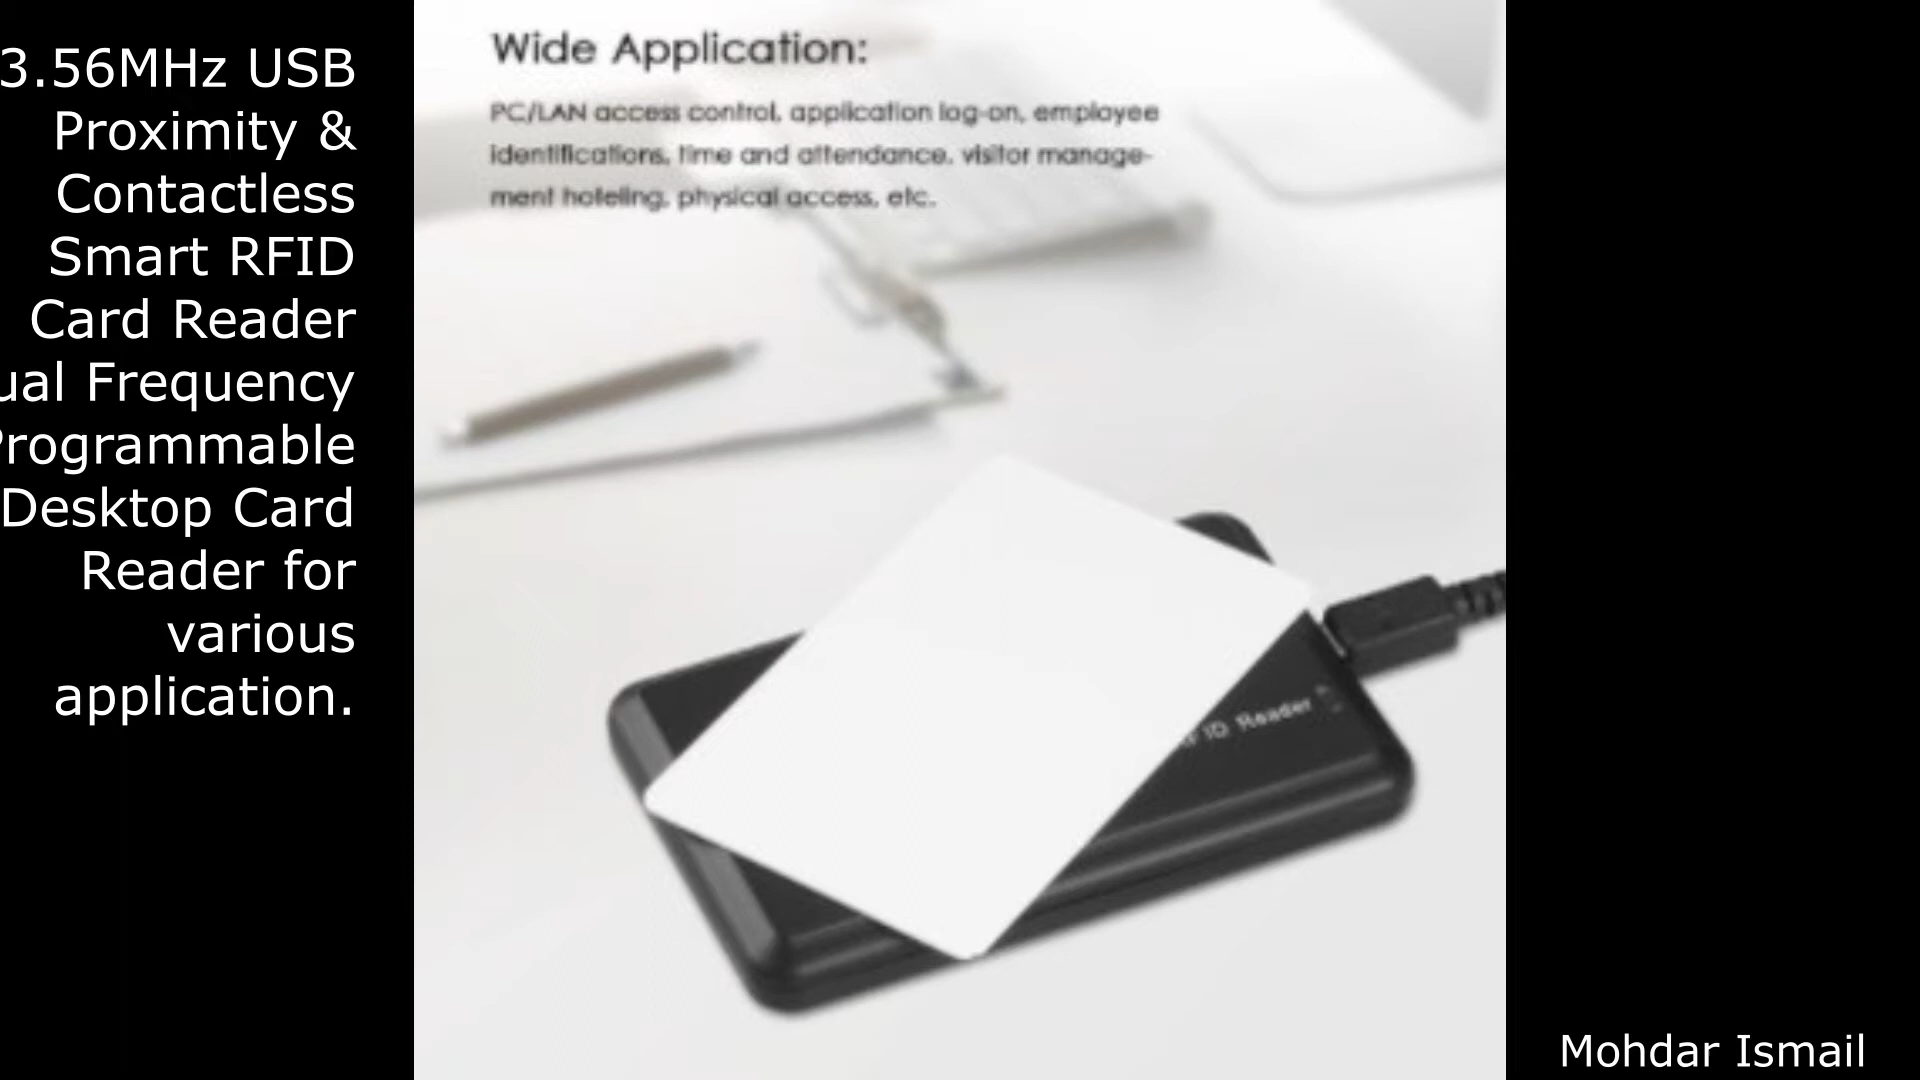 3.56MHz USB
Proximity &
Contactless
Smart RFID
Card Reader
ual Frequency
Programmable
Desktop Card
Reader for
various
application.
Wide Application:
PC/LAN access control, application log-on, employee
identifications, time and attendance. visitor manage-
ment hoteling, physical access, etc.
RFID Reader
Mohdar Ismail